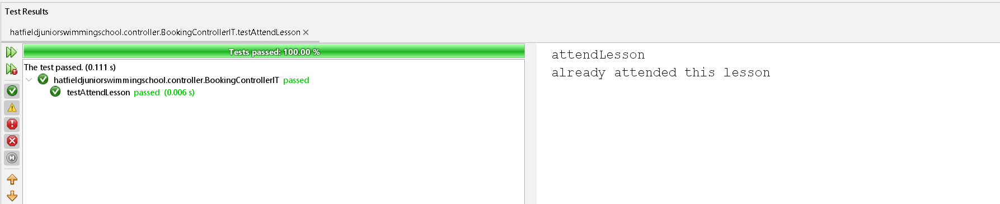 Test Results
hatfieldjuniorswimmingschool.controller.BookingControllerIT.testAttendLesson
Tests passed: 100.00 %
The test passed. (0.111 s)
hatfieldjuniorswimmingschool.controller.BookingControllerIT passed
testAttendLesson passed (0.006 s)
attendLesson
already attended this lesson